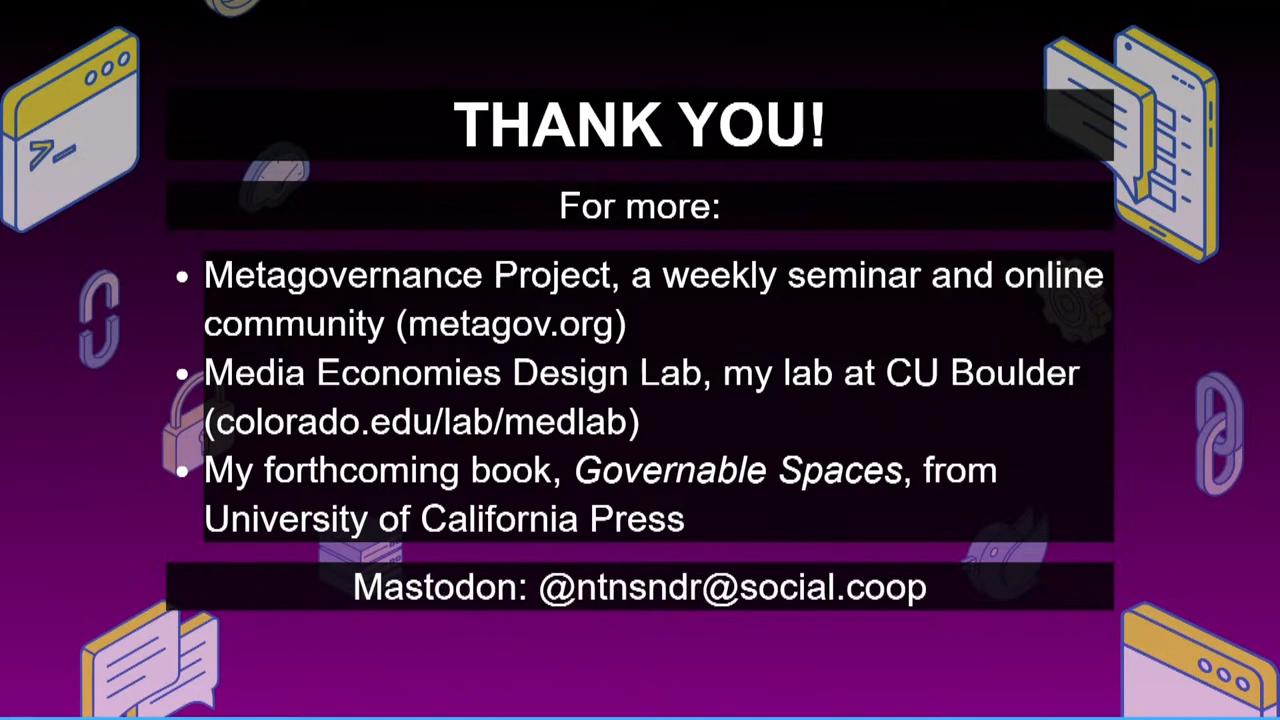 THANK YOU!
For more:
• Metagovernance Project, a weekly seminar and online
community (metagov.org)
• Media Economies Design Lab, my lab at CU Boulder
(colorado.edu/lab/medlab)
• My forthcoming book, Governable Spaces, from
University of California Press
Mastodon: @ntnsndr@social.coop